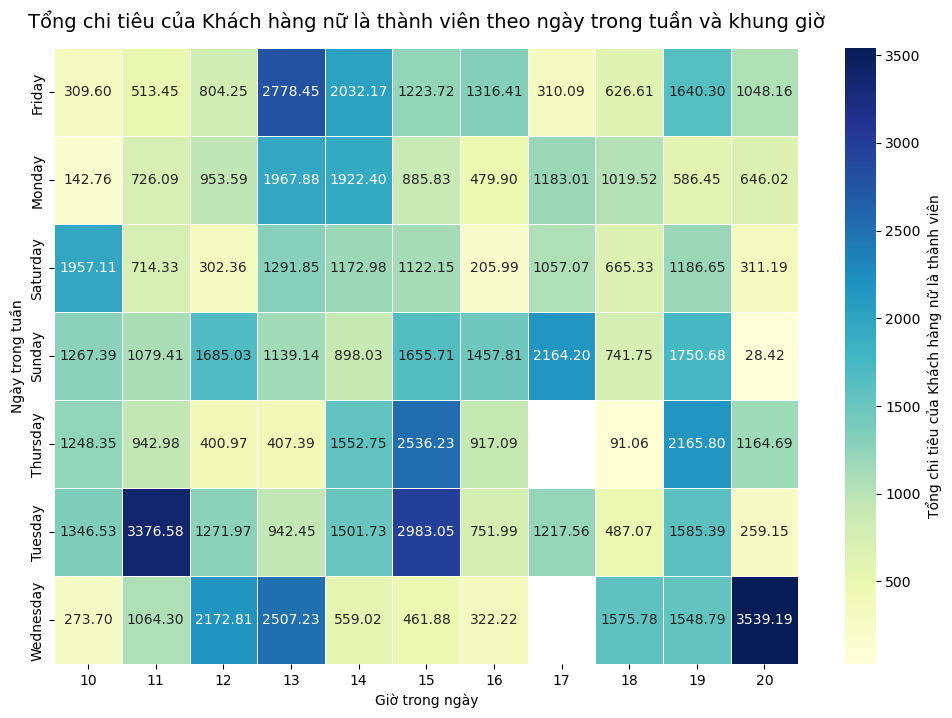 Tổng chi tiêu của Khách hàng nữ là thành viên theo ngày trong tuần và khung giờ
Ngày trong tuần
Friday 309.60 513.45 804.25 2778.45 2032.17 1223.72 1316.41 310.09 626.61 1640.30 1048.16
Monday 142.76 726.09 953.59 1967.88 1922.40 885.83 479.90 1183.01 1019.52 586.45 646.02
Saturday 1957.11 714.33 302.36 1291.85 1172.98 1122.15 205.99 1057.07 665.33 1186.65 311.19
Sunday 1267.39 1079.41 1685.03 1139.14 898.03 1655.71 1457.81 2164.20 741.75 1750.68 28.42
Thursday 1248.35 942.98 400.97 407.39 1552.75 2536.23 917.09 91.06 2165.80 1164.69
Tuesday 1346.53 3376.58 1271.97 942.45 1501.73 2983.05 751.99 1217.56 487.07 1585.39 259.15
Wednesday 273.70 1064.30 2172.81 2507.23 559.02 461.88 322.22 1575.78 1548.79 3539.19
10 11 12 13 14 15 16 17 18 19 20
Giờ trong ngày
3500
3000
2500
2000
1500
1000
500
Tổng chi tiêu của Khách hàng nữ là thành viên